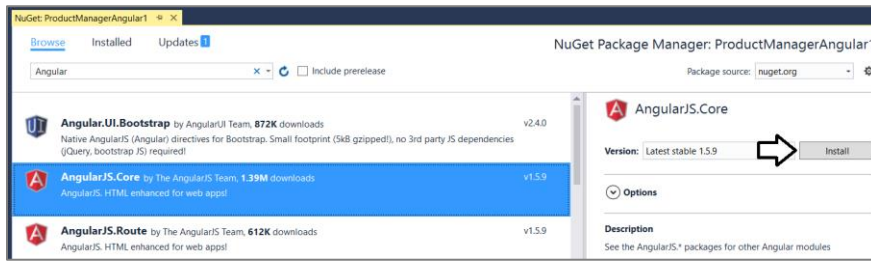 NuGet: ProductManagerAngular1
Browse Installed Updates 1
NuGet Package Manager: ProductManagerAngular1
Angular
Include prerelease
Package source: nuget.org
Angular.UI.Bootstrap by AngularUI Team, 872K downloads v2.4.0
Native AngularJS (Angular) directives for Bootstrap. Small footprint (5kB gzipped!), no 3rd party JS dependencies
(jQuery, bootstrap JS) required!
AngularJS.Core by The AngularJS Team, 1.39M downloads v1.5.9
AngularJS. HTML enhanced for web apps!
AngularJS.Route by The AngularJS Team, 612K downloads v1.5.9
AngularJS. HTML enhanced for web apps!
AngularJS.Core
Version: Latest stable 1.5.9 Install
Options
Description
See the AngularJS.* packages for other Angular modules